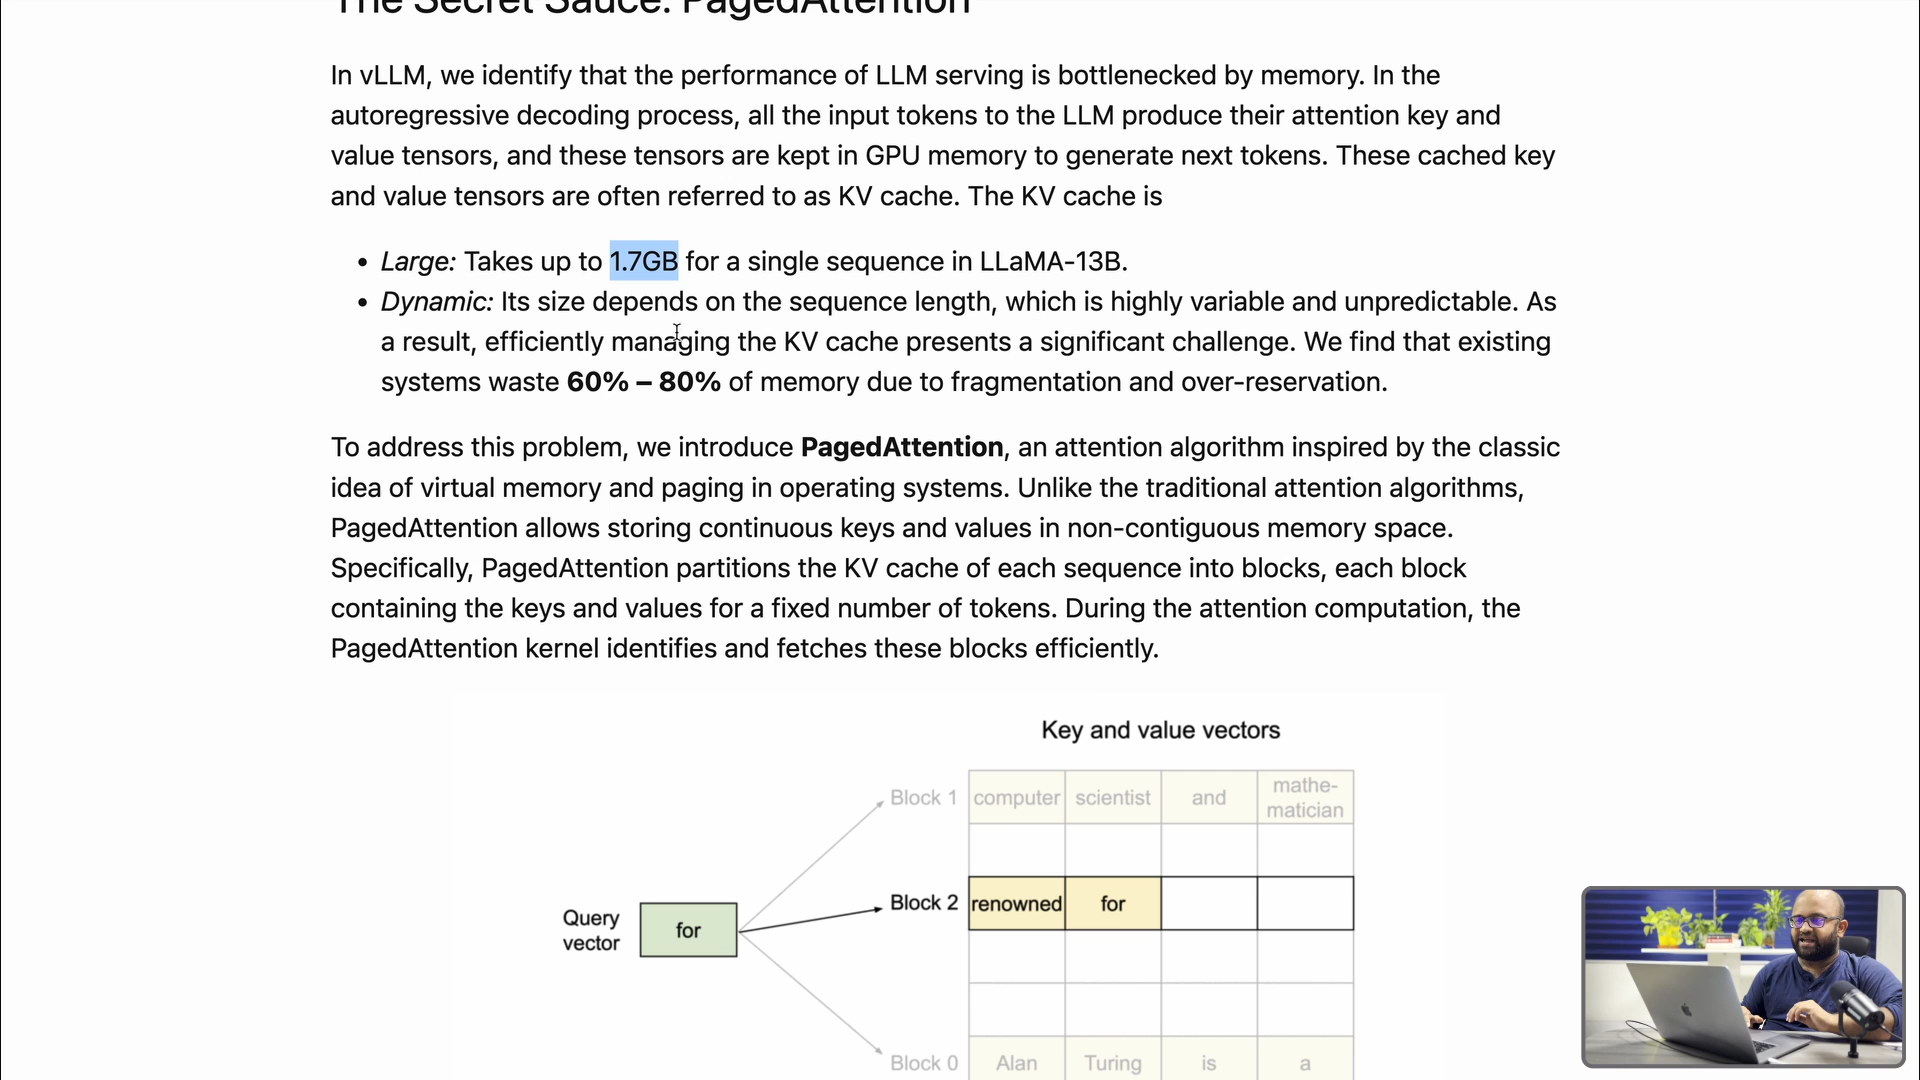 The Secret Sauce: PagedAttention
In vLLM, we identify that the performance of LLM serving is bottlenecked by memory. In the
autoregressive decoding process, all the input tokens to the LLM produce their attention key and
value tensors, and these tensors are kept in GPU memory to generate next tokens. These cached key
and value tensors are often referred to as KV cache. The KV cache is
• Large: Takes up to 1.7GB for a single sequence in LLaMA-13B.
• Dynamic: Its size depends on the sequence length, which is highly variable and unpredictable. As
a result, efficiently managing the KV cache presents a significant challenge. We find that existing
systems waste 60% – 80% of memory due to fragmentation and over-reservation.
To address this problem, we introduce PagedAttention, an attention algorithm inspired by the classic
idea of virtual memory and paging in operating systems. Unlike the traditional attention algorithms,
PagedAttention allows storing continuous keys and values in non-contiguous memory space.
Specifically, PagedAttention partitions the KV cache of each sequence into blocks, each block
containing the keys and values for a fixed number of tokens. During the attention computation, the
PagedAttention kernel identifies and fetches these blocks efficiently.
Key and value vectors
Block 1 computer scientist and mathe-
matician
Block 2 renowned for
Query
vector
for
Block 0 Alan Turing is a